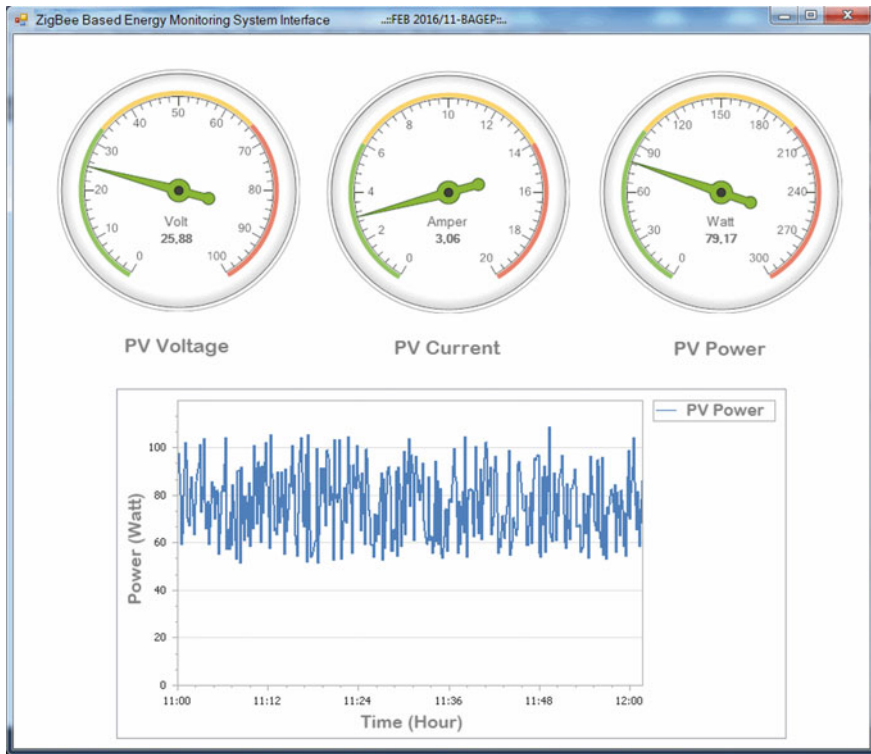 ZigBee Based Energy Monitoring System Interface ..::FEB 2016/11-BAGEP::..
0 10 20 30 40 50 60 70 80 90 100
Volt
25,88
0 2 4 6 8 10 12 14 16 18 20
Amper
3,06
0 30 60 90 120 150 180 210 240 270 300
Watt
79,17
PV Voltage
PV Current
PV Power
PV Power
Power (Watt)
100
80
60
40
20
0
11:00 11:12 11:24 11:36 11:48 12:00
Time (Hour)